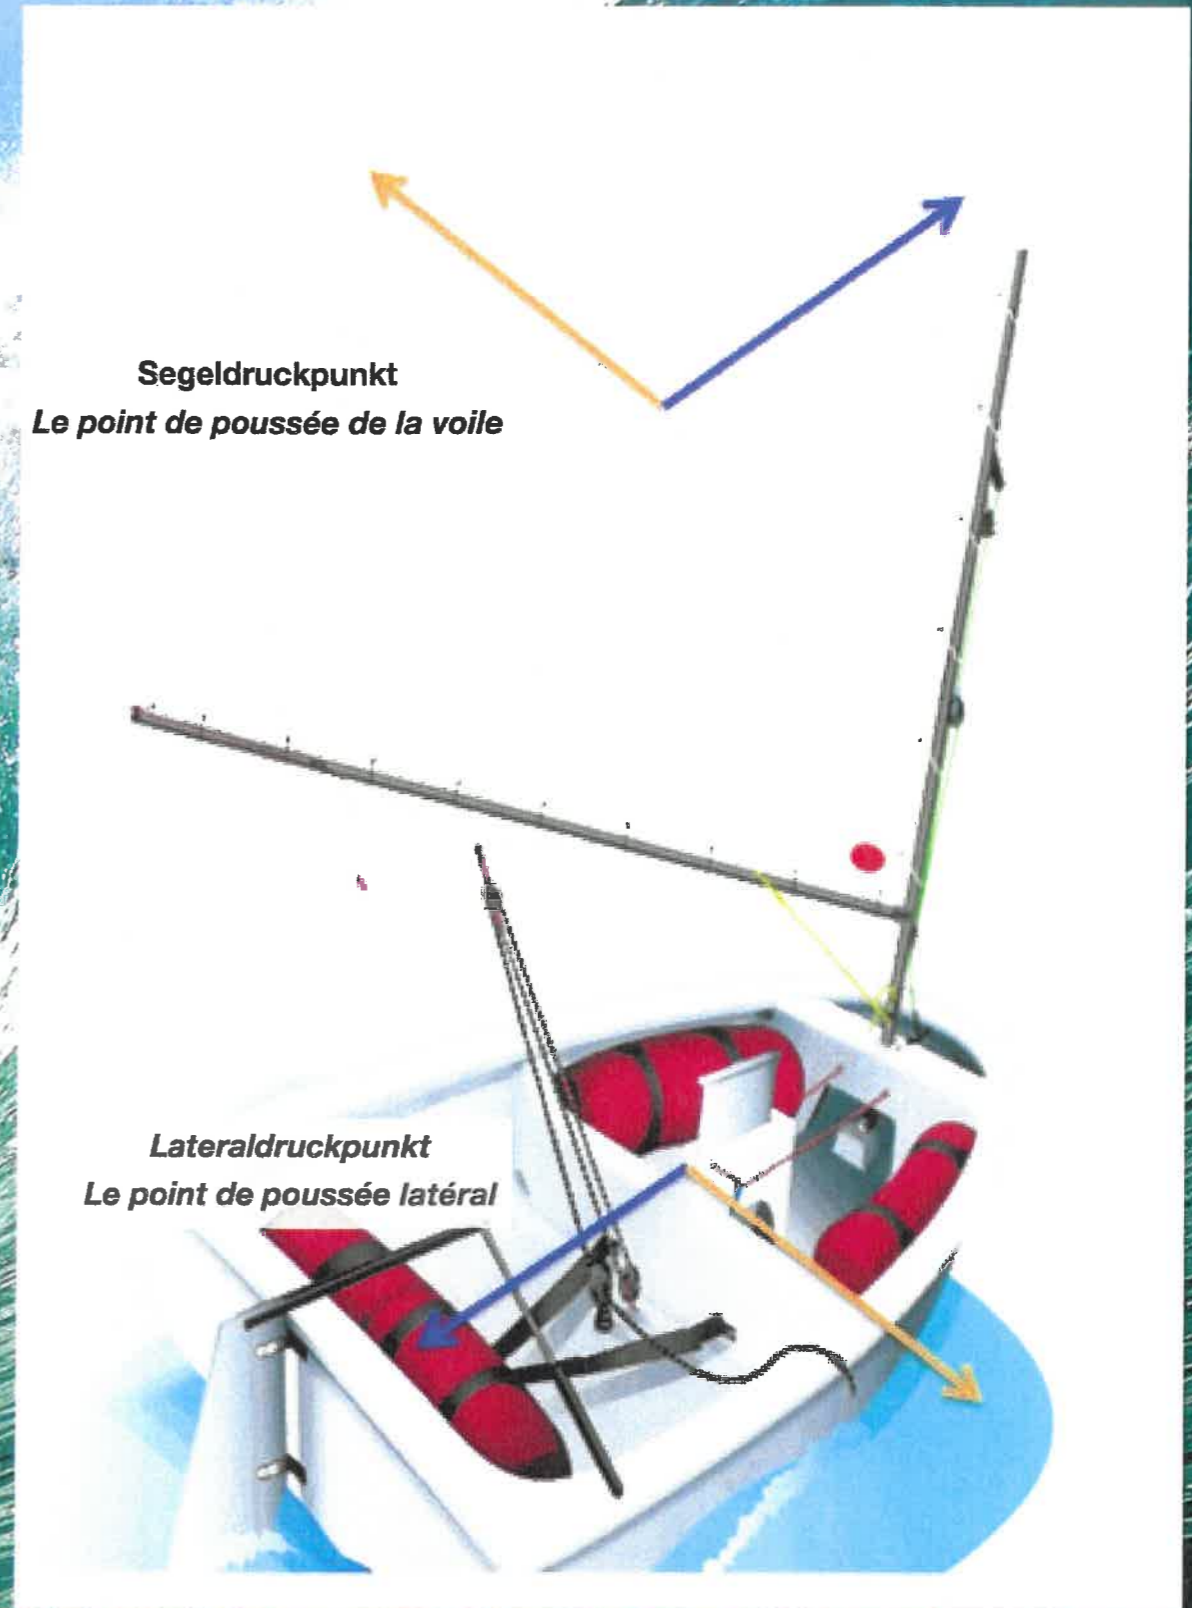 Segeldruckpunkt
Le point de poussée de la voile
Lateraldruckpunkt
Le point de poussée latéral